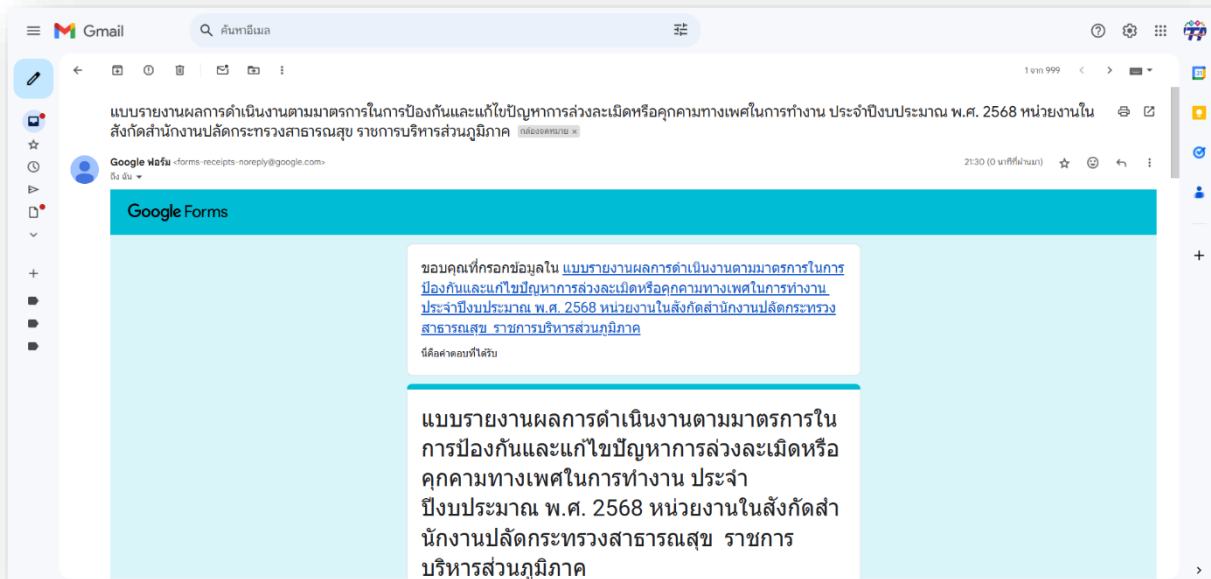 Gmail
ค้นหาอีเมล
1 จาก 999
แบบรายงานผลการดำเนินงานตามมาตรการในการป้องกันและแก้ไขปัญหาการล่วงละเมิดหรือคุกคามทางเพศในการทำงาน ประจำปีงบประมาณ พ.ศ. 2568 หน่วยงานใน
สังกัดสำนักงานปลัดกระทรวงสาธารณสุข ราชการบริหารส่วนภูมิภาค กล่องจดหมาย ×
Google ฟอร์ม <forms-receipts-noreply@google.com>
21:30 (0 นาทีที่ผ่านมา)
ถึง ฉัน
Google Forms
ขอบคุณที่กรอกข้อมูลใน แบบรายงานผลการดำเนินงานตามมาตรการในการ
ป้องกันและแก้ไขปัญหาการล่วงละเมิดหรือคุกคามทางเพศในการทำงาน
ประจำปีงบประมาณ พ.ศ. 2568 หน่วยงานในสังกัดสำนักงานปลัดกระทรวง
สาธารณสุข ราชการบริหารส่วนภูมิภาค
นี่คือคำตอบที่ได้รับ
แบบรายงานผลการดำเนินงานตามมาตรการใน
การป้องกันและแก้ไขปัญหาการล่วงละเมิดหรือ
คุกคามทางเพศในการทำงาน ประจำ
ปีงบประมาณ พ.ศ. 2568 หน่วยงานในสังกัดสำ
นักงานปลัดกระทรวงสาธารณสุข ราชการ
บริหารส่วนภูมิภาค
31